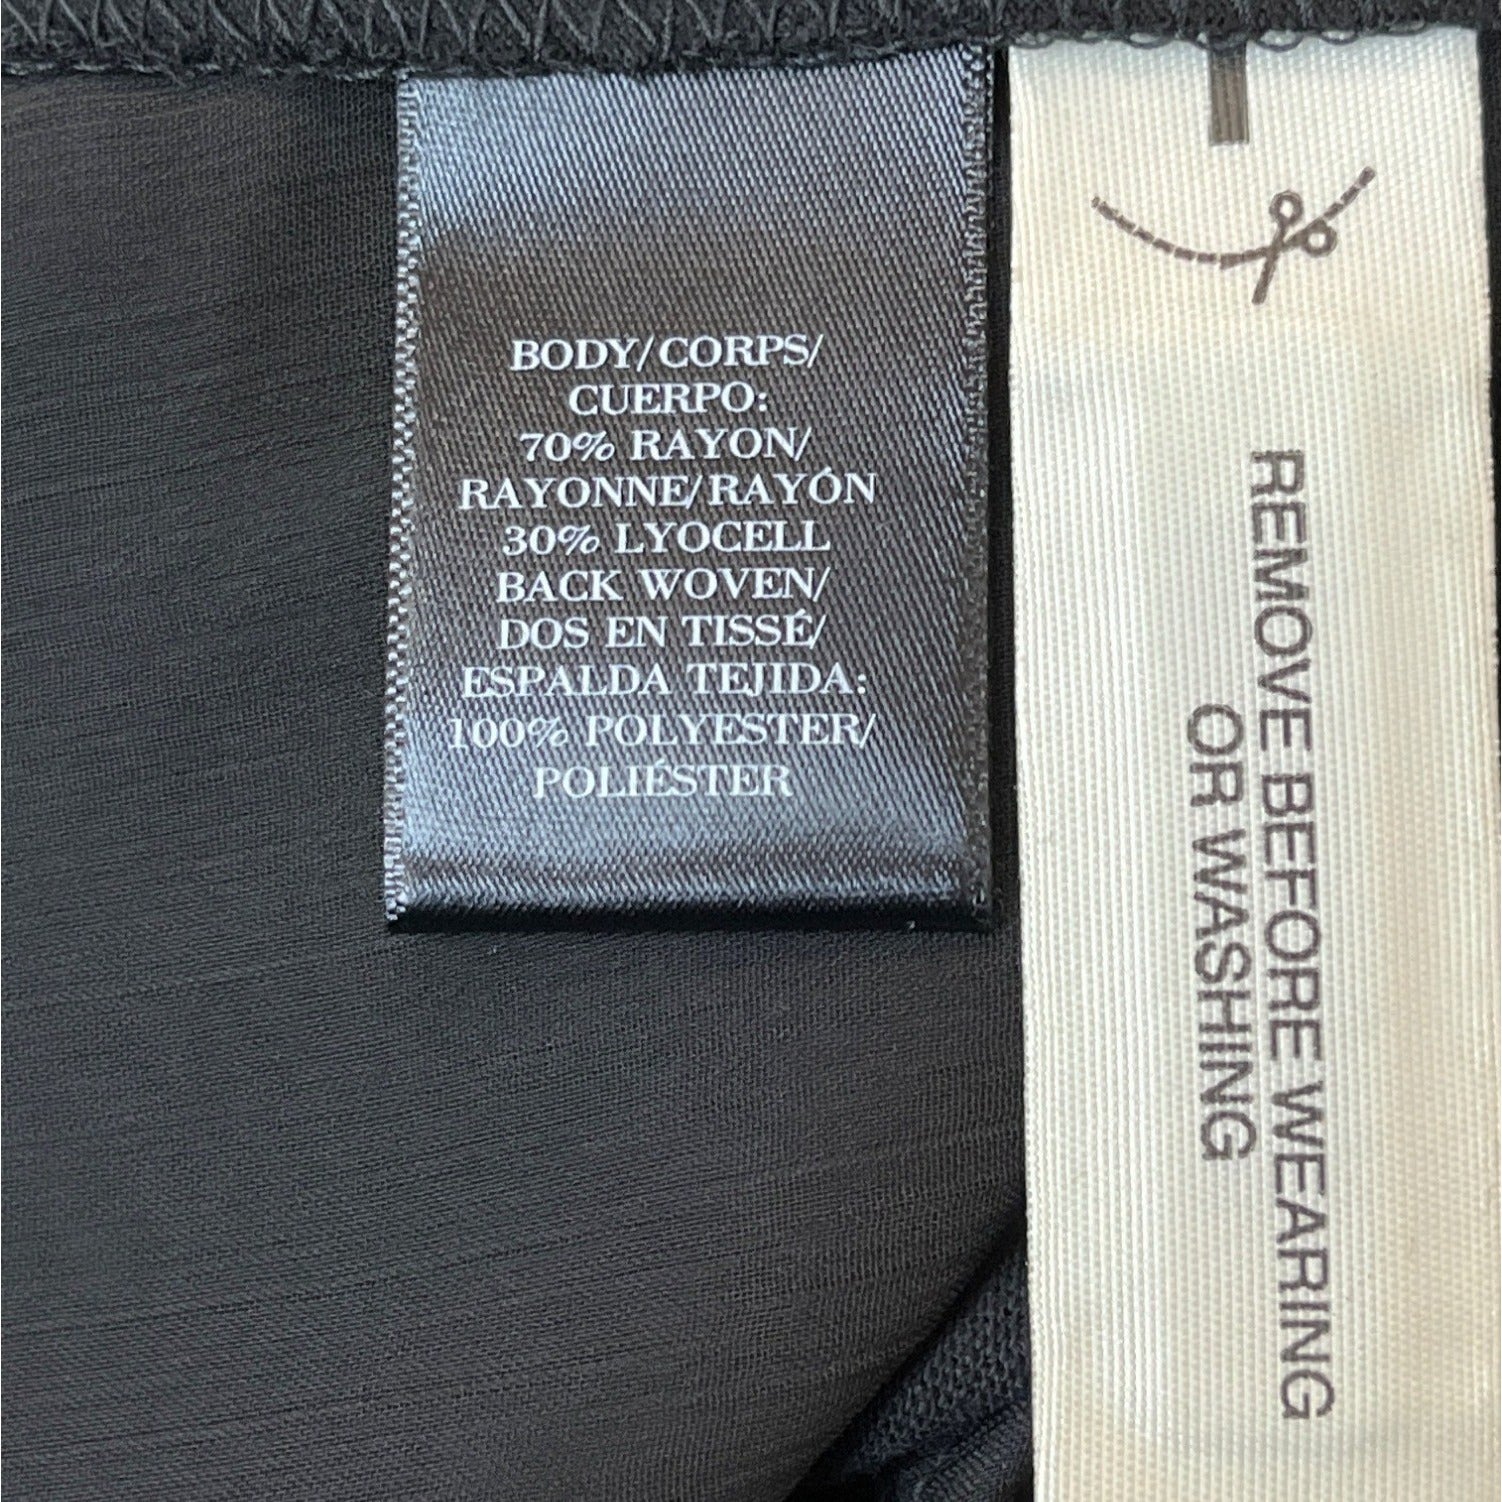 BODY/CORPS/
CUERPO:
70% RAYON/
RAYONNE/RAYÓN
30% LYOCELL
BACK WOVEN/
DOS EN TISSÉ/
ESPALDA TEJIDA:
100% POLYESTER/
POLIÉSTER
REMOVE BEFORE WEARING
OR WASHING